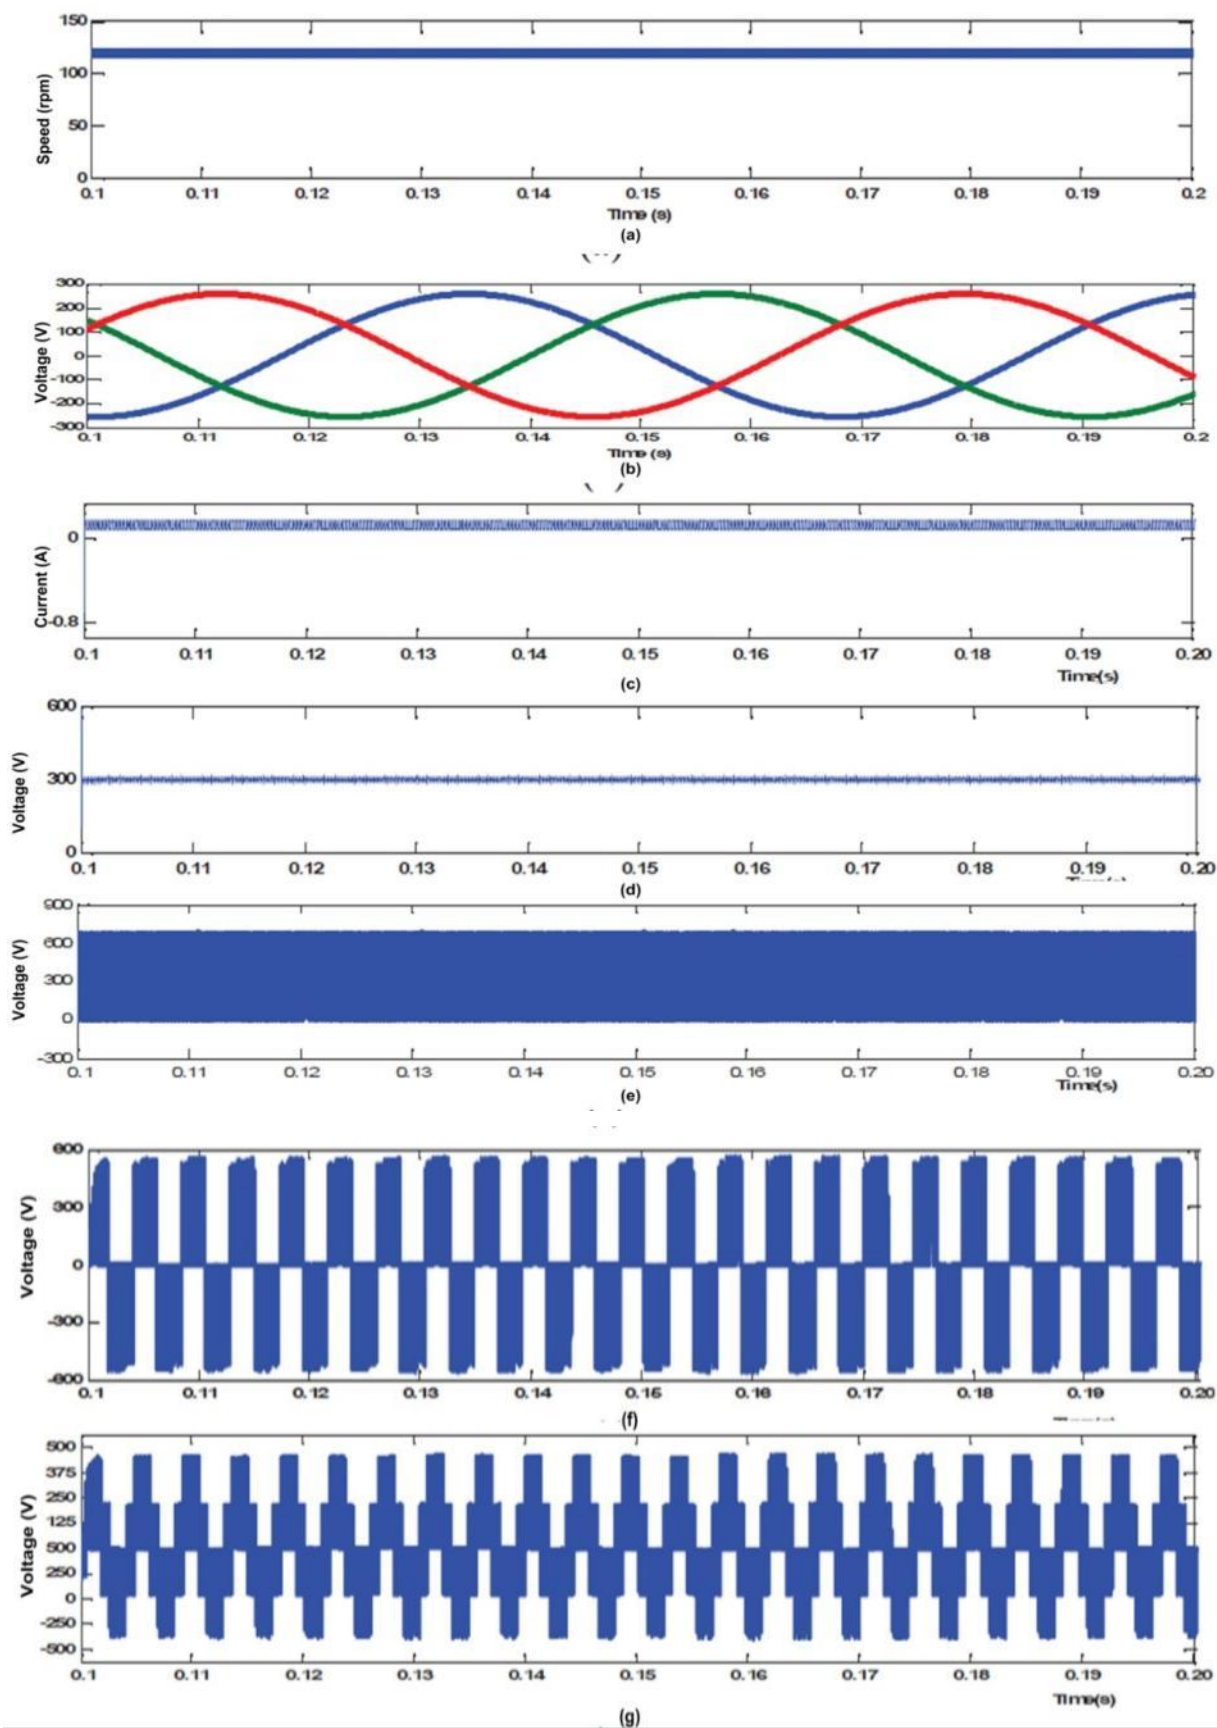 150
100
50
0
Speed (rpm)
0.1 0.11 0.12 0.13 0.14 0.15 0.16 0.17 0.18 0.19 0.2
Time (s)
(a)
300
200
100
0
-100
-200
-300
Voltage (V)
0.1 0.11 0.12 0.13 0.14 0.15 0.16 0.17 0.18 0.19 0.2
Time (s)
(b)
0
-0.8
Current (A)
0.1 0.11 0.12 0.13 0.14 0.15 0.16 0.17 0.18 0.19 0.20
Time(s)
(c)
600
300
0
Voltage (V)
0.1 0.11 0.12 0.13 0.14 0.15 0.16 0.17 0.18 0.19 0.20
(d)
900
600
300
0
-300
Voltage (V)
0.1 0.11 0.12 0.13 0.14 0.15 0.16 0.17 0.18 0.19 0.20
Time(s)
(e)
600
300
0
-300
-600
Voltage (V)
0.1 0.11 0.12 0.13 0.14 0.15 0.16 0.17 0.18 0.19 0.20
(f)
500
375
250
125
500
250
0
-250
-500
Voltage (V)
0.1 0.11 0.12 0.13 0.14 0.15 0.16 0.17 0.18 0.19 0.20
Time(s)
(g)